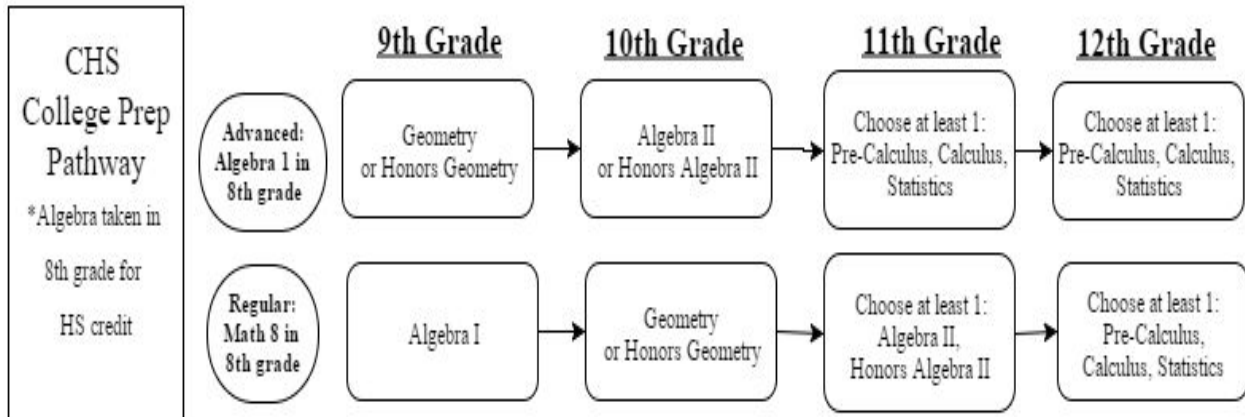 CHS
College Prep
Pathway
*Algebra taken in
8th grade for
HS credit
9th Grade
10th Grade
11th Grade
12th Grade
Advanced:
Algebra 1 in
8th grade
Geometry
or Honors Geometry
Algebra II
or Honors Algebra II
Choose at least 1:
Pre-Calculus, Calculus,
Statistics
Choose at least 1:
Pre-Calculus, Calculus,
Statistics
Regular:
Math 8 in
8th grade
Algebra I
Geometry
or Honors Geometry
Choose at least 1:
Algebra II,
Honors Algebra II
Choose at least 1:
Pre-Calculus,
Calculus, Statistics